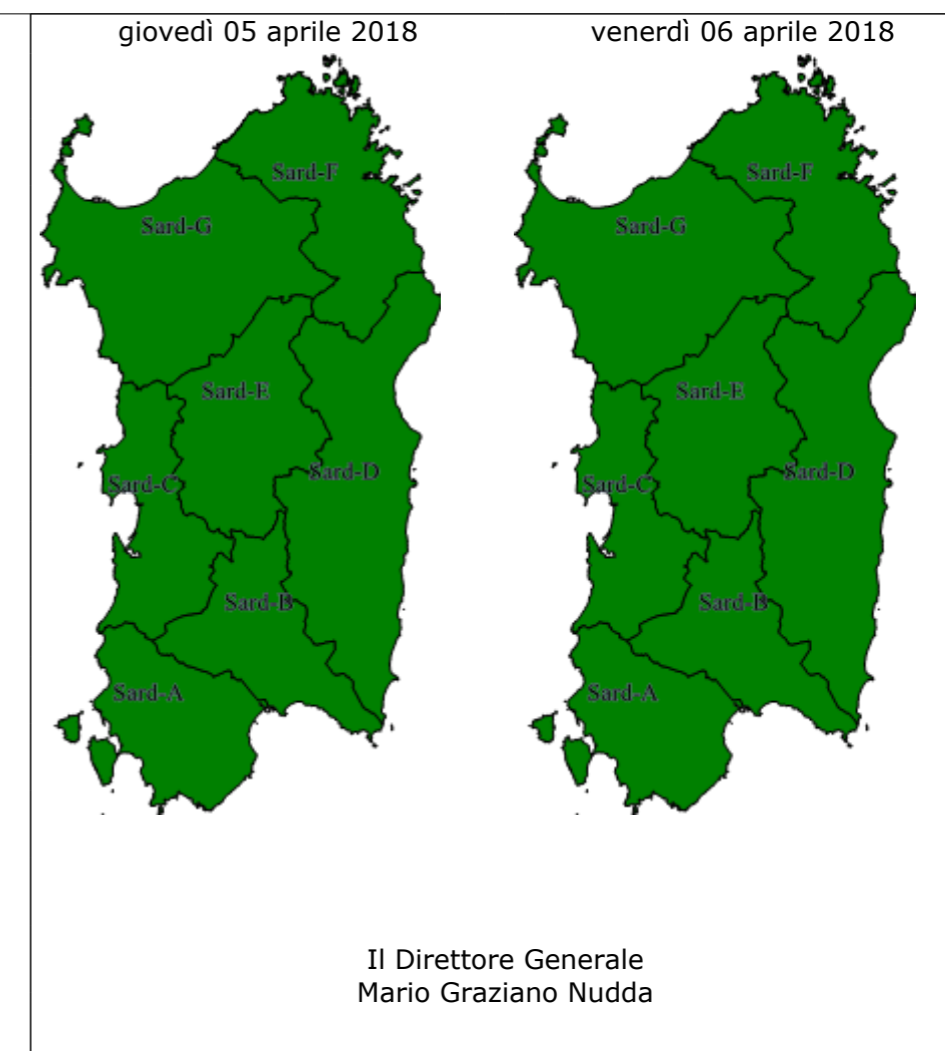 giovedì 05 aprile 2018
venerdì 06 aprile 2018
Sard-F
Sard-G
Sard-E
Sard-D
Sard-C
Sard-B
Sard-A
Sard-F
Sard-G
Sard-E
Sard-D
Sard-C
Sard-B
Sard-A
Il Direttore Generale
Mario Graziano Nudda